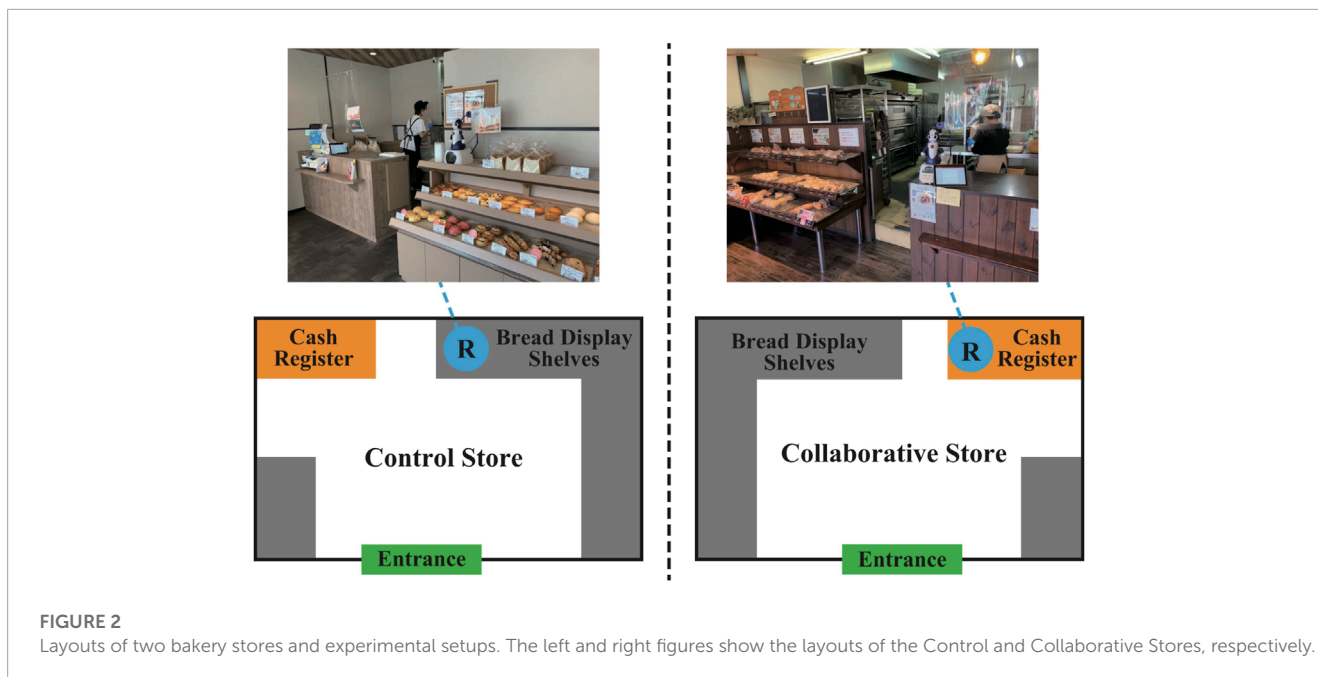 Cash
Register
R
Bread Display
Shelves
Control Store
Entrance
Bread Display
Shelves
R
Cash
Register
Collaborative Store
Entrance
FIGURE 2
Layouts of two bakery stores and experimental setups. The left and right figures show the layouts of the Control and Collaborative Stores, respectively.